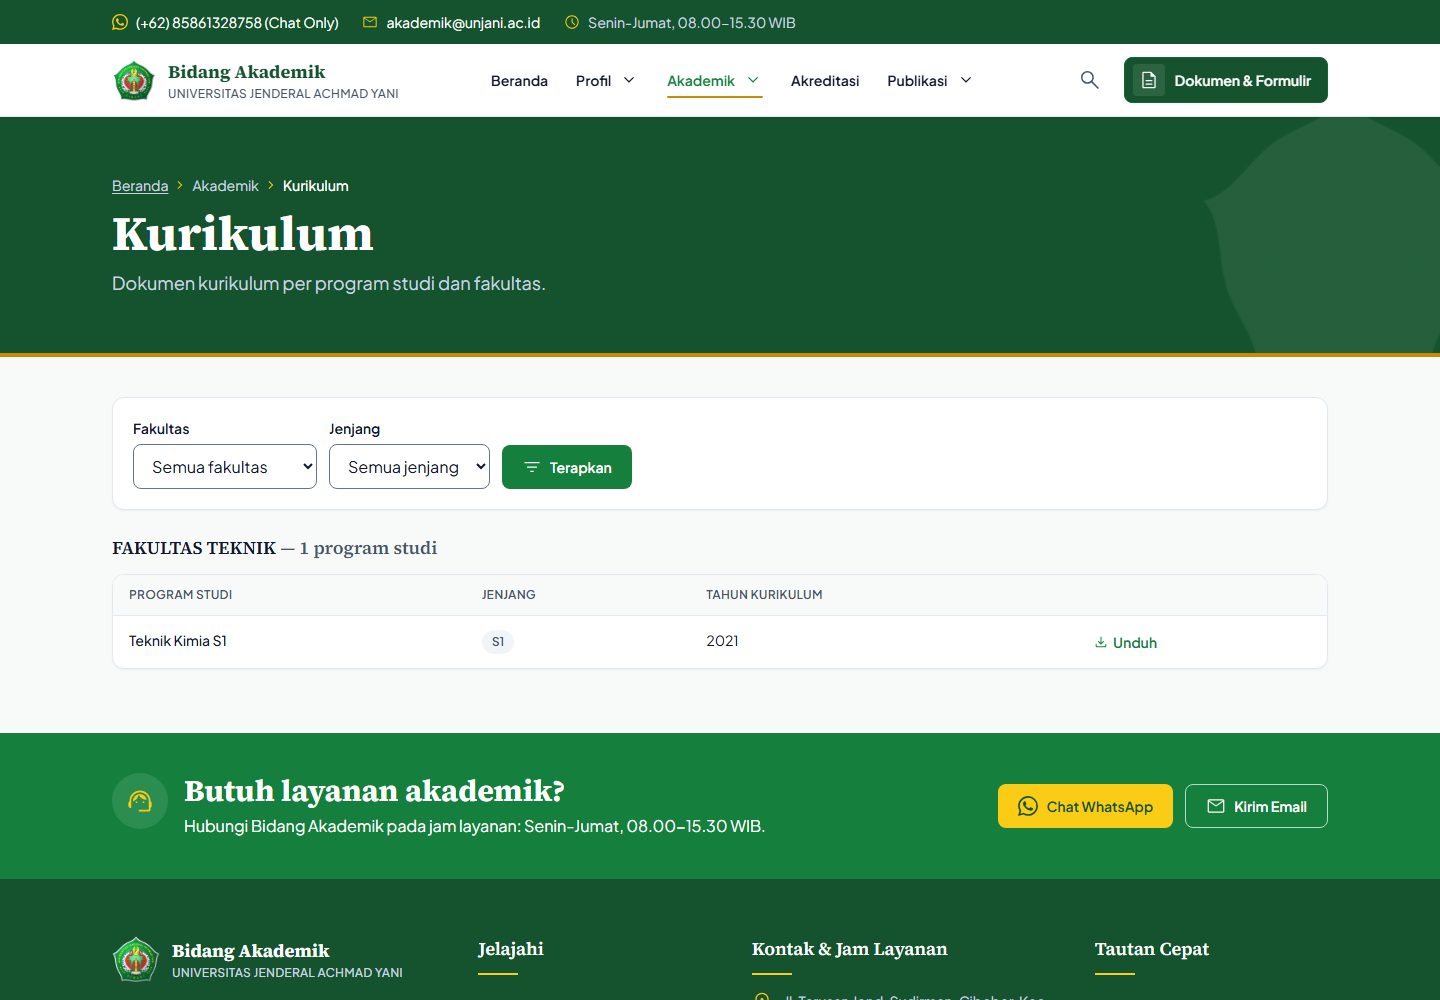 (+62) 85861328758 (Chat Only)
akademik@unjani.ac.id
Senin-Jumat, 08.00–15.30 WIB
Bidang Akademik
UNIVERSITAS JENDERAL ACHMAD YANI
Beranda
Profil
Akademik
Akreditasi
Publikasi
Dokumen & Formulir
Beranda > Akademik > Kurikulum
Kurikulum
Dokumen kurikulum per program studi dan fakultas.
Fakultas
Jenjang
Semua fakultas
Semua jenjang
Terapkan
FAKULTAS TEKNIK — 1 program studi
PROGRAM STUDI
JENJANG
TAHUN KURIKULUM
Teknik Kimia S1
S1
2021
Unduh
Butuh layanan akademik?
Hubungi Bidang Akademik pada jam layanan: Senin-Jumat, 08.00–15.30 WIB.
Chat WhatsApp
Kirim Email
Bidang Akademik
UNIVERSITAS JENDERAL ACHMAD YANI
Jelajahi
Kontak & Jam Layanan
Tautan Cepat